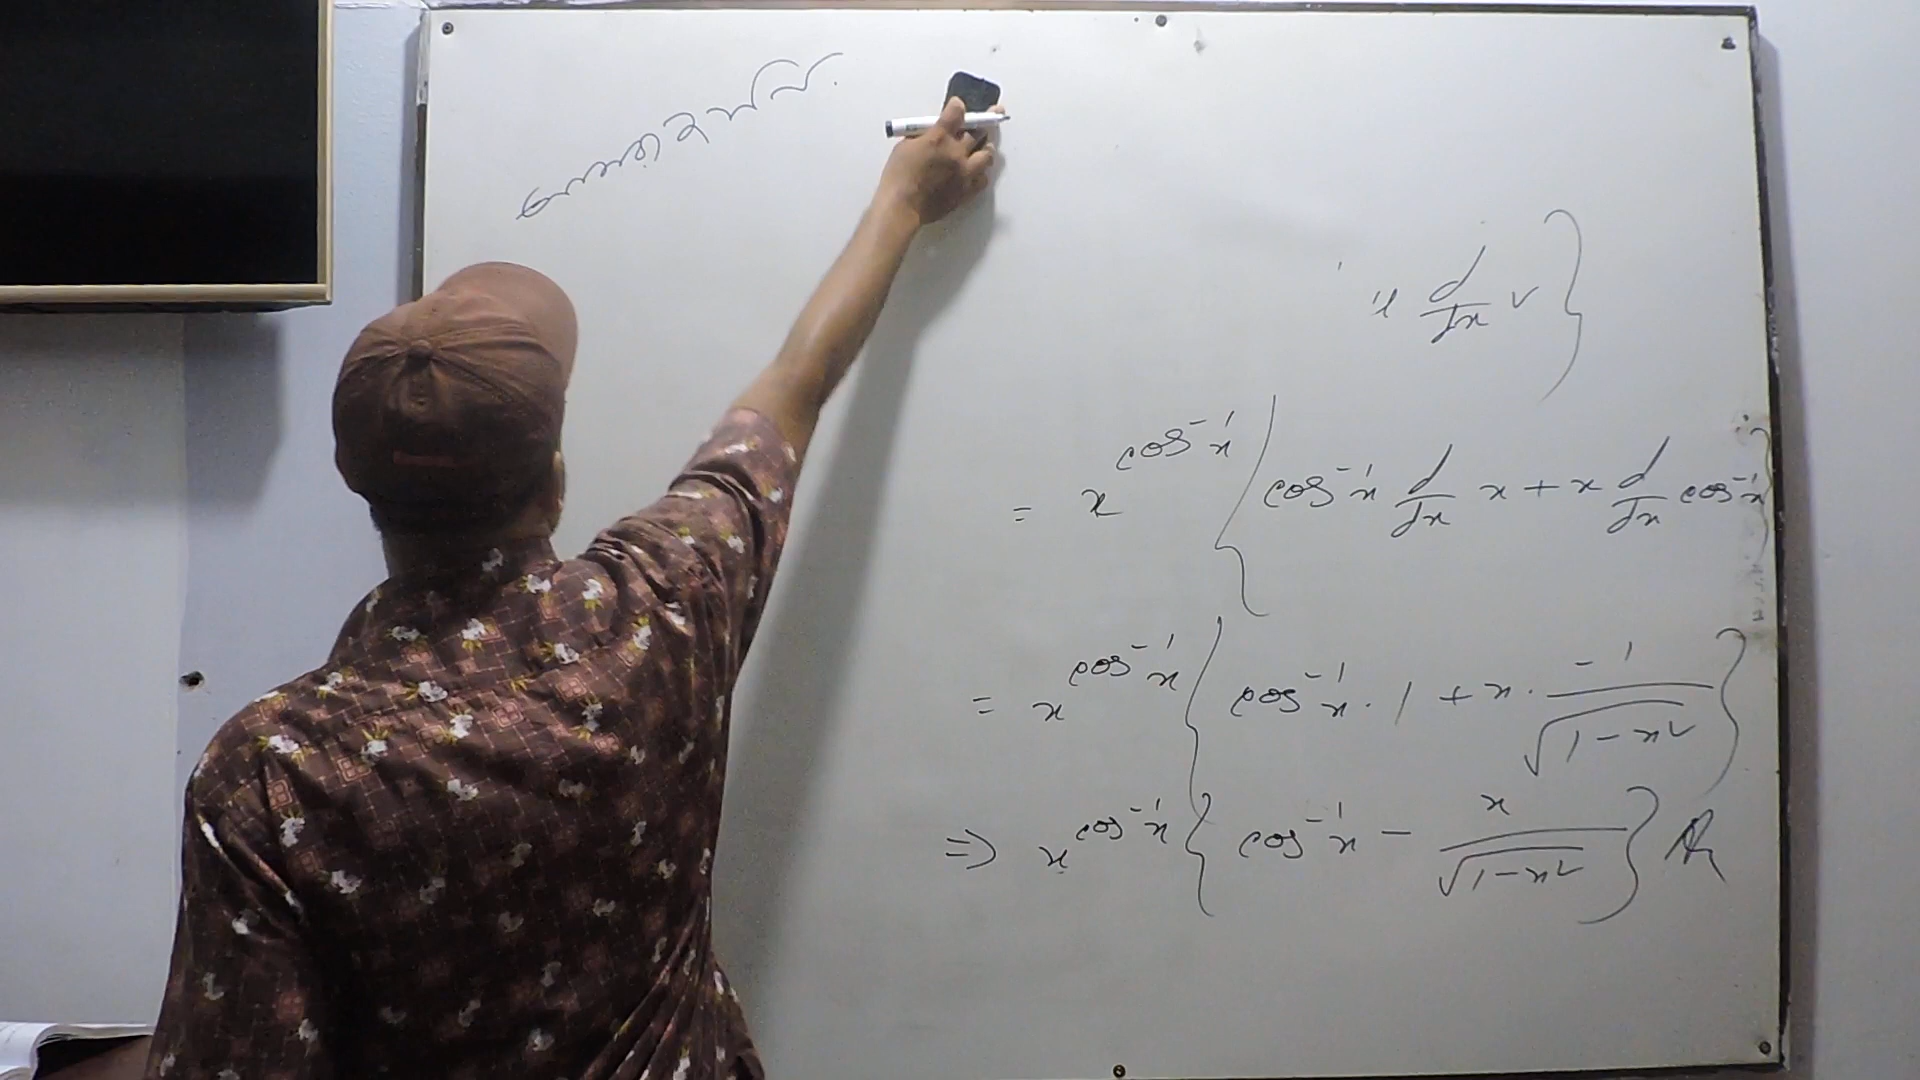 আমরা জানি.
u d/dx v }
= x^cos⁻¹x { cos⁻¹x d/dx x + x d/dx cos⁻¹x }
= x^cos⁻¹x { cos⁻¹x . 1 + x . -1/√(1-x²) }
⇒ x^cos⁻¹x { cos⁻¹x - x/√(1-x²) }